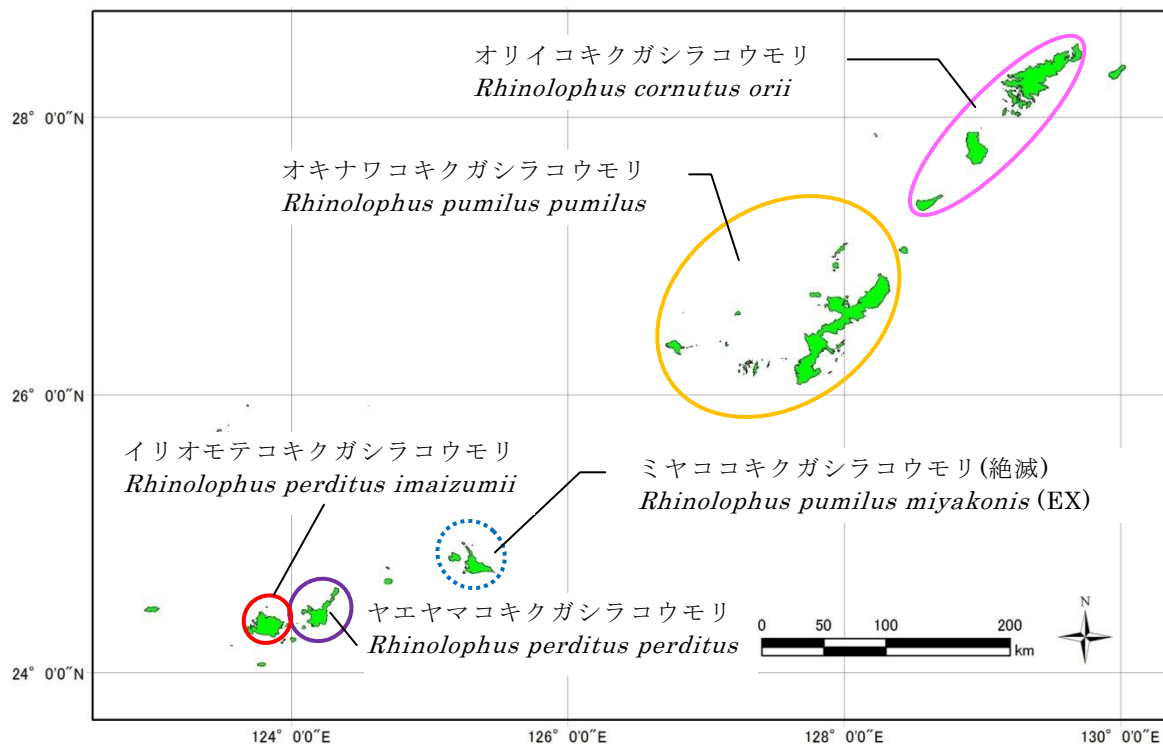 オリイコキクガシラコウモリ
Rhinolophus cornutus orii
28° 0'0"N
オキナワコキクガシラコウモリ
Rhinolophus pumilus pumilus
26° 0'0"N
イリオモテコキクガシラコウモリ
Rhinolophus perditus imaizumii
ミヤココキクガシラコウモリ(絶滅)
Rhinolophus pumilus miyakonis (EX)
ヤエヤマコキクガシラコウモリ
Rhinolophus perditus perditus
N
0 50 100 200
km
24° 0'0"N
124° 0'0"E 126° 0'0"E 128° 0'0"E 130° 0'0"E